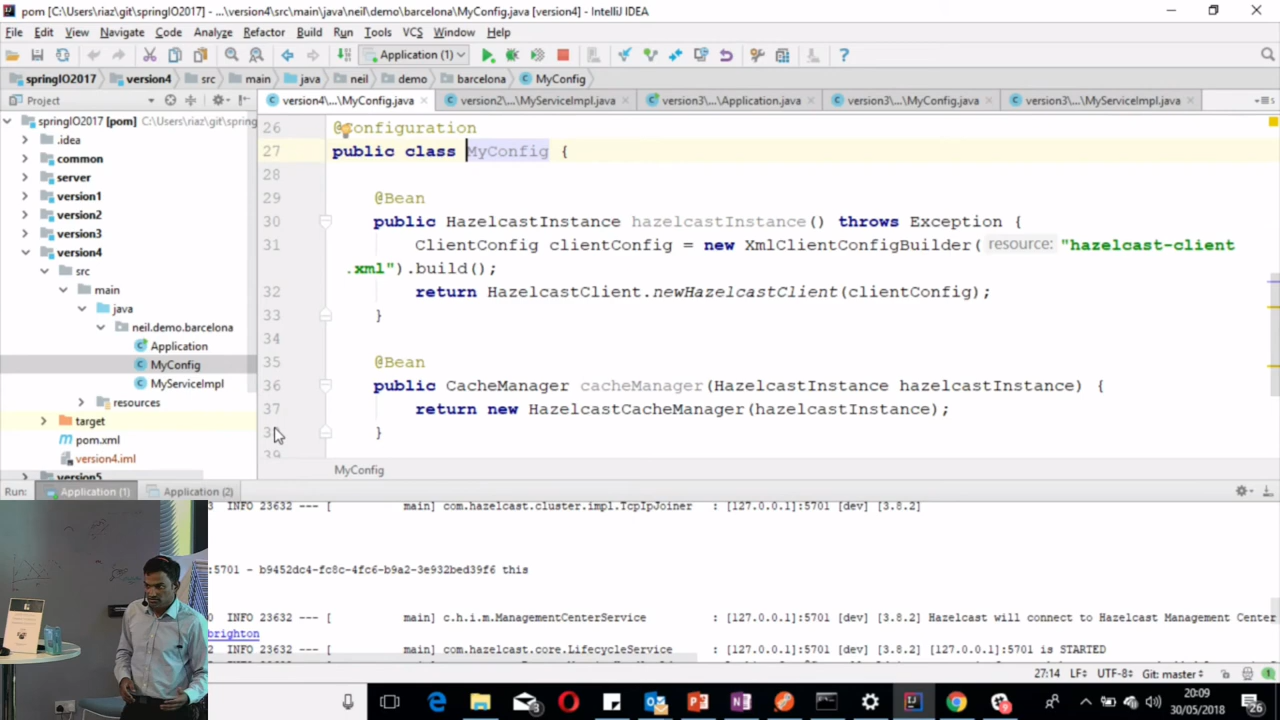 pom [C:\Users\riaz\git\springIO2017] - ...\version4\src\main\java\neil\demo\barcelona\MyConfig.java [version4] - IntelliJ IDEA
File Edit View Navigate Code Analyze Refactor Build Run Tools VCS Window Help
Application (1)
springIO2017 version4 src main java neil demo barcelona MyConfig.java
Project
version4\...\MyConfig.java version2\...\MyServiceImpl.java version3\...\Application.java version3\...\MyConfig.java version3\...\MyServiceImpl.java
springIO2017 [pom] C:\Users\riaz\git\spring
.idea
common
server
version1
version2
version3
version4
src
main
java
neil.demo.barcelona
Application
MyConfig
MyServiceImpl
resources
target
pom.xml
version4.iml
version5
26 @Configuration
27 public class MyConfig {
28
29 @Bean
30 public HazelcastInstance hazelcastInstance() throws Exception {
31 ClientConfig clientConfig = new XmlClientConfigBuilder( resource: "hazelcast-client
.xml").build();
32 return HazelcastClient.newHazelcastClient(clientConfig);
33 }
34
35 @Bean
36 public CacheManager cacheManager(HazelcastInstance hazelcastInstance) {
37 return new HazelcastCacheManager(hazelcastInstance);
38 }
39
MyConfig
Run: Application (1) Application (2)
3 INFO 23632 --- [ main] com.hazelcast.cluster.impl.TcpIpJoiner : [127.0.0.1]:5701 [dev] [3.8.2]
:5701 - b9452dc4-fc8c-4fc6-b9a2-3e932bed39f6 this
0 INFO 23632 --- [ main] c.h.i.m.ManagementCenterService : [127.0.0.1]:5701 [dev] [3.8.2] Hazelcast will connect to Hazelcast Management Center
brighton
2 INFO 23632 --- [ main] com.hazelcast.core.LifecycleService : [127.0.0.1]:5701 [dev] [3.8.2] [127.0.0.1]:5701 is STARTED
27:14 LF÷ UTF-8÷ Git: master÷
20:09
30/05/2018
26